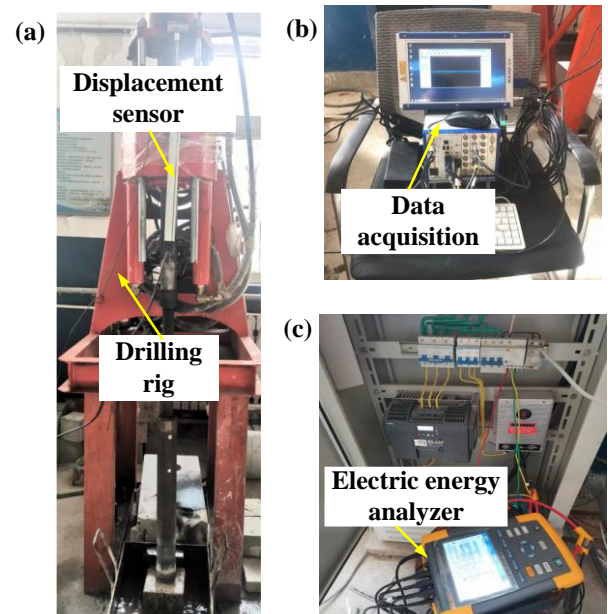 (a)
Displacement
sensor
Drilling
rig
(b)
Data
acquisition
(c)
Electric energy
analyzer